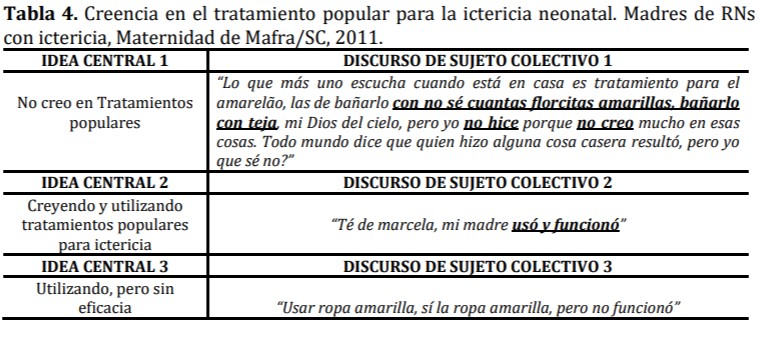 Tabla 4. Creencia en el tratamiento popular para la ictericia neonatal. Madres de RNs
con ictericia, Maternidad de Mafra/SC, 2011.
IDEA CENTRAL 1
DISCURSO DE SUJETO COLECTIVO 1
No creo en Tratamientos
populares
“Lo que más uno escucha cuando está en casa es tratamiento para el
amarelão, las de bañarlo con no sé cuantas florcitas amarillas, bañarlo
con teja, mi Dios del cielo, pero yo no hice porque no creo mucho en esas
cosas. Todo mundo dice que quien hizo alguna cosa casera resultó, pero yo
que sé no?”
IDEA CENTRAL 2
DISCURSO DE SUJETO COLECTIVO 2
Creyendo y utilizando
tratamientos populares
para ictericia
“Té de marcela, mi madre usó y funcionó”
IDEA CENTRAL 3
DISCURSO DE SUJETO COLECTIVO 3
Utilizando, pero sin
eficacia
“Usar ropa amarilla, sí la ropa amarilla, pero no funcionó”